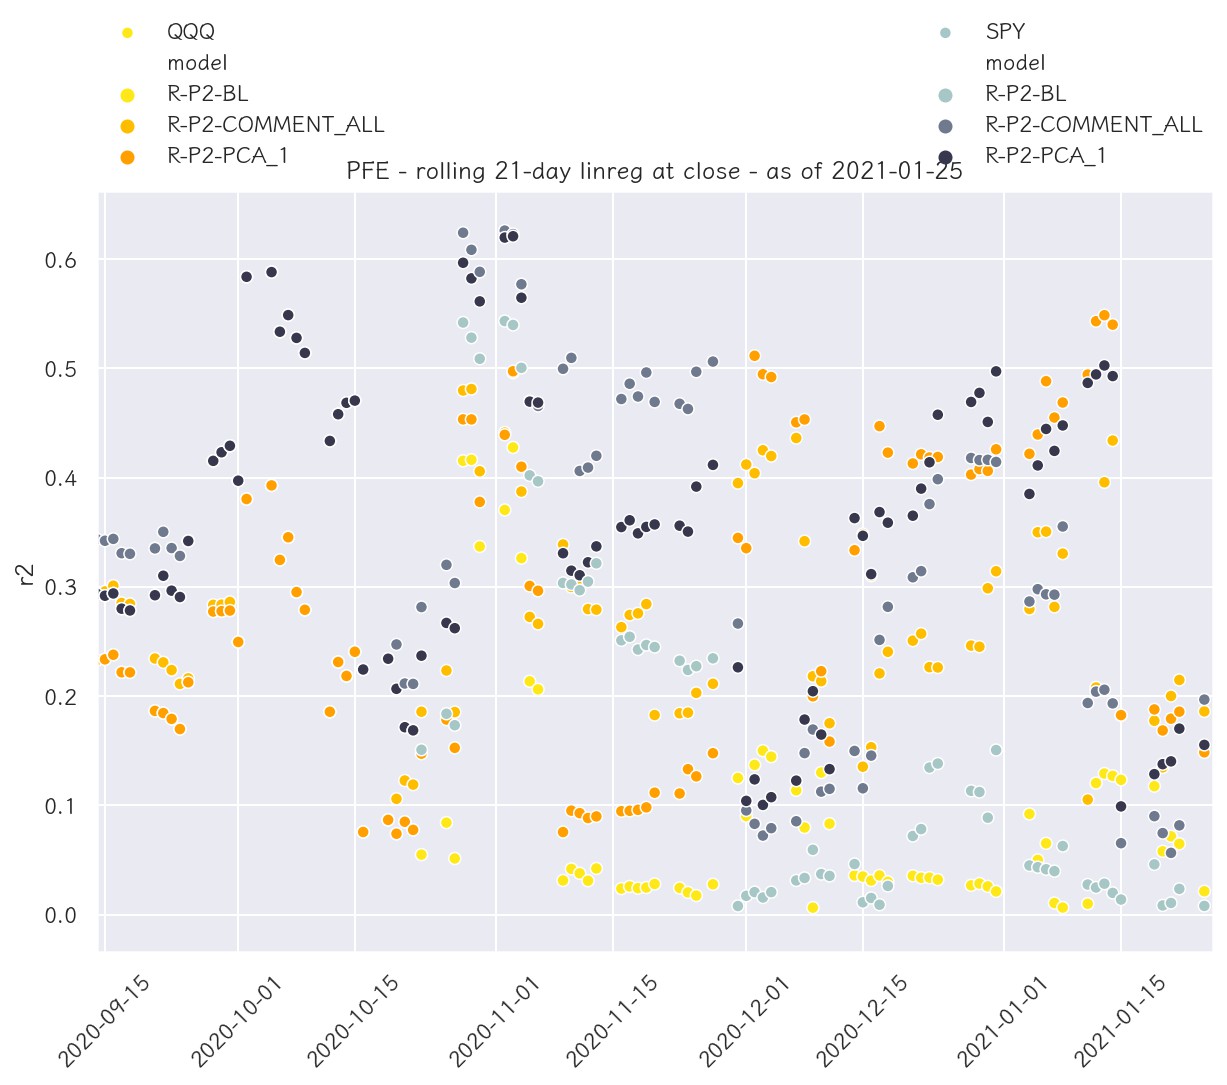 QQQ
model
R-P2-BL
R-P2-COMMENT_ALL
R-P2-PCA_1
SPY
model
R-P2-BL
R-P2-COMMENT_ALL
R-P2-PCA_1
PFE - rolling 21-day linreg at close - as of 2021-01-25
r2
0.6
0.5
0.4
0.3
0.2
0.1
0.0
2020-09-15
2020-10-01
2020-10-15
2020-11-01
2020-11-15
2020-12-01
2020-12-15
2021-01-01
2021-01-15